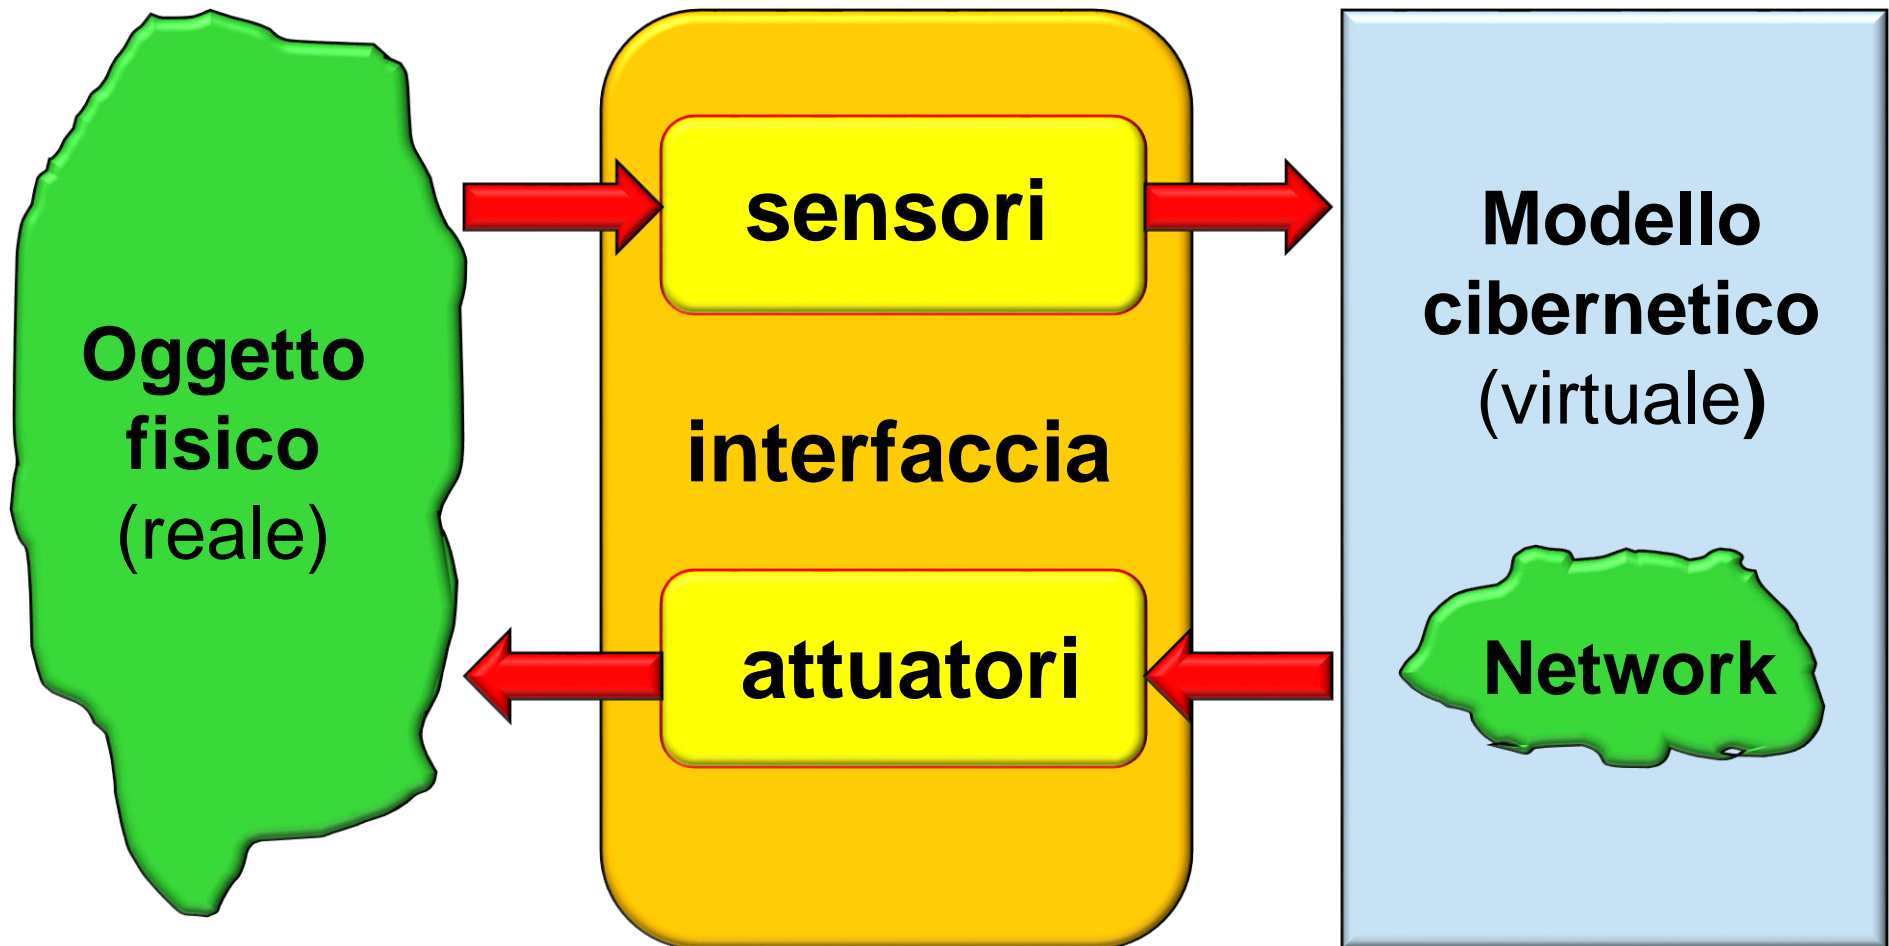 Oggetto
fisico
(reale)
sensori
interfaccia
attuatori
Modello
cibernetico
(virtuale)
Network